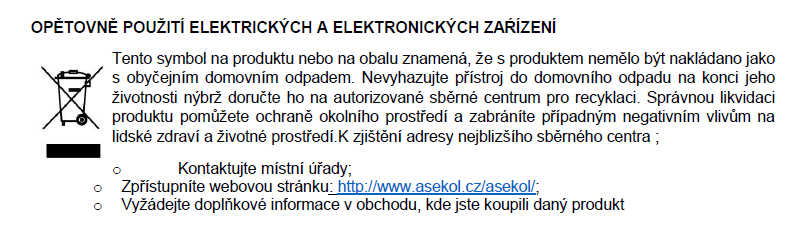 OPĚTOVNĚ POUŽITÍ ELEKTRICKÝCH A ELEKTRONICKÝCH ZAŘÍZENÍ
Tento symbol na produktu nebo na obalu znamená, že s produktem nemělo být nakládano jako
s obyčejním domovním odpadem. Nevyhazujte přístroj do domovního odpadu na konci jeho
životnosti nýbrž doručte ho na autorizované sběrné centrum pro recyklaci. Správnou likvidaci
produktu pomůžete ochraně okolního prostředí a zabráníte případným negativním vlivům na
lidské zdraví a životné prostředí.K zjištění adresy nejblizšího sběrného centra ;
o Kontaktujte místní úřady;
o Zpřístupníte webovou stránku: http://www.asekol.cz/asekol/;
o Vyžádejte doplňkové informace v obchodu, kde jste koupili daný produkt